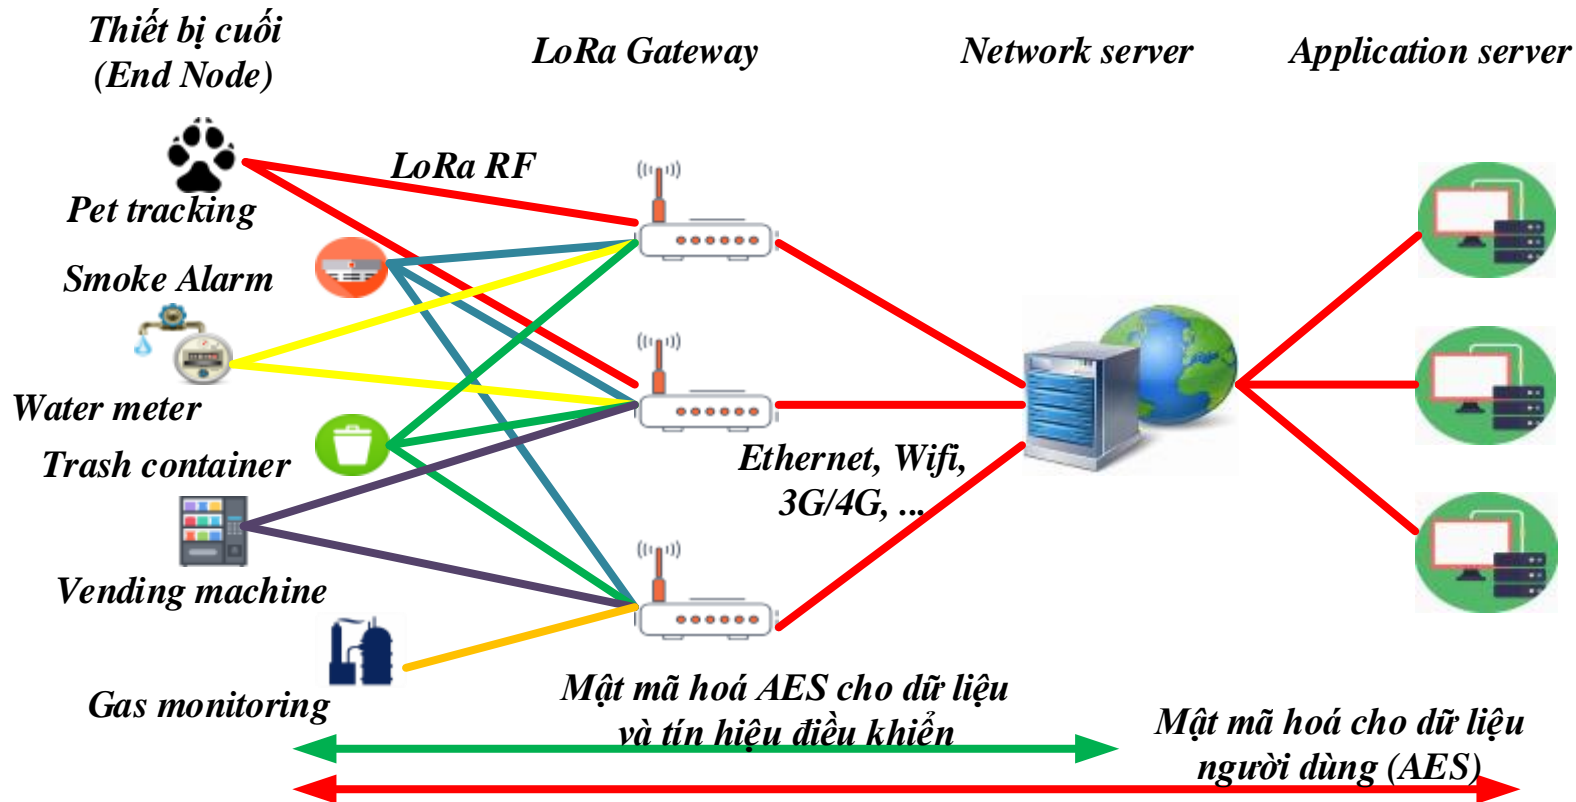 Thiết bị cuối
(End Node)
LoRa Gateway
Network server
Application server
LoRa RF
Pet tracking
Smoke Alarm
Water meter
Trash container
Ethernet, Wifi,
3G/4G, ...
Vending machine
Gas monitoring
Mật mã hoá AES cho dữ liệu
và tín hiệu điều khiển
Mật mã hoá cho dữ liệu
người dùng (AES)